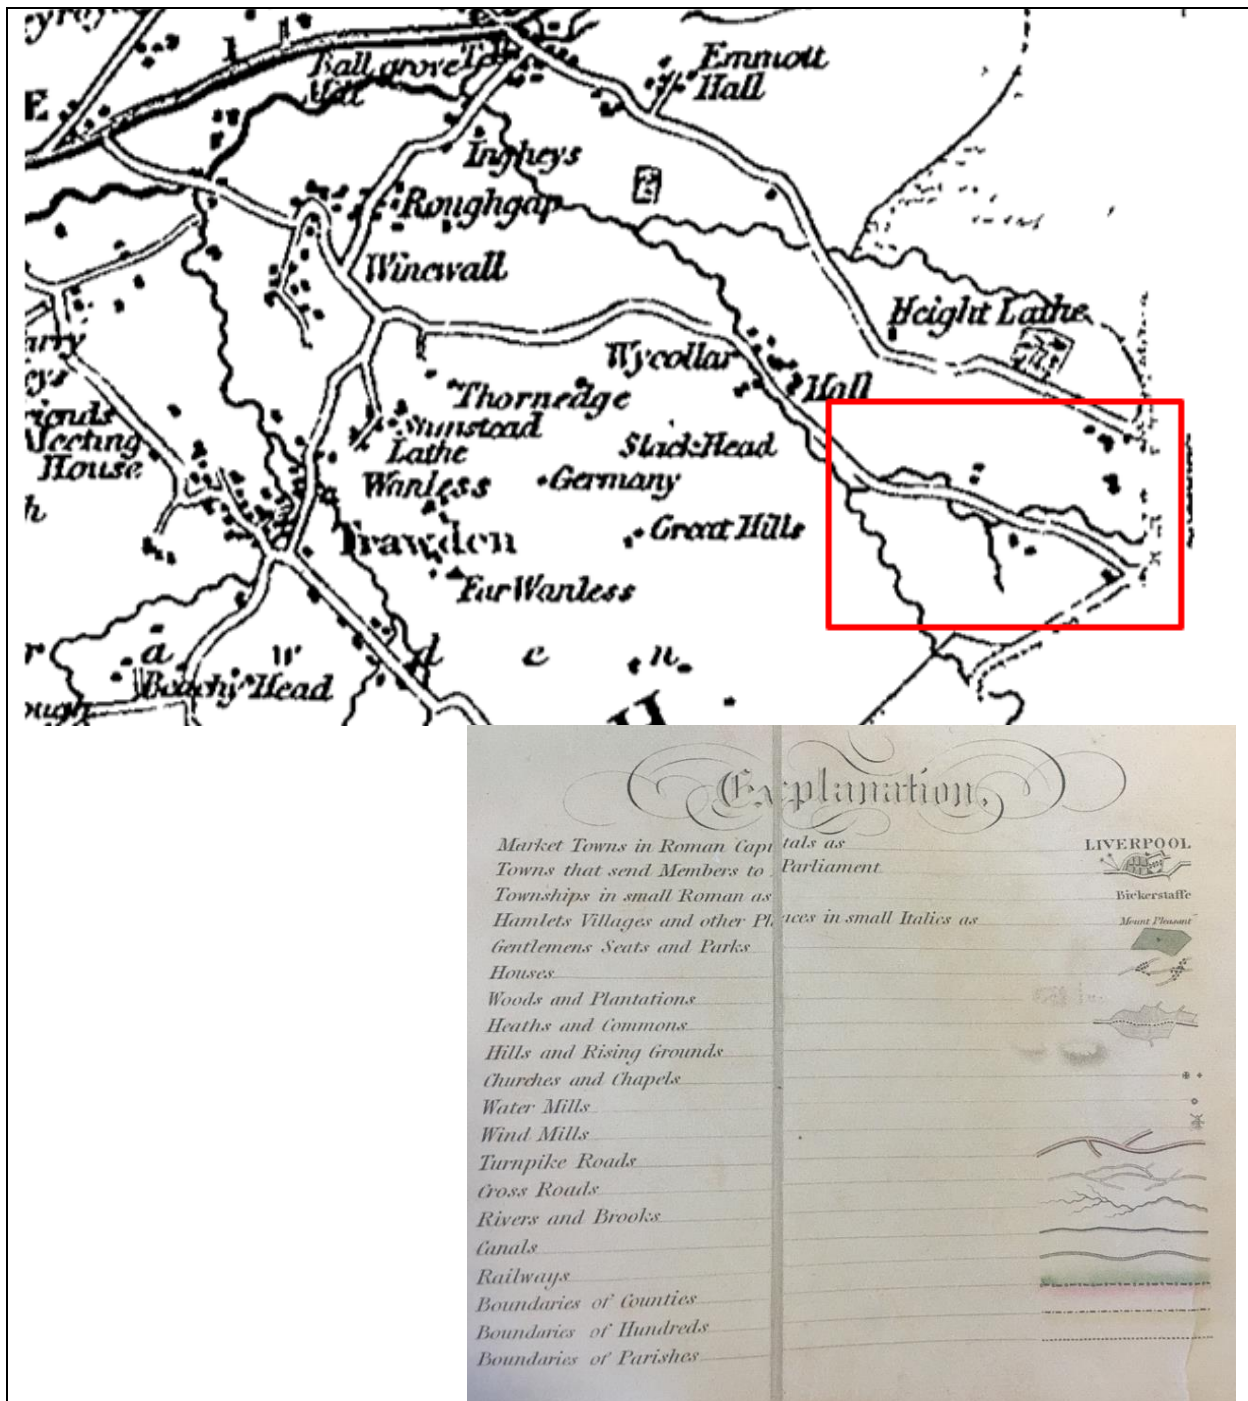 Emmott
Hall
Ball grove
Mill
E
Ingheys
Roughgap
Winewall
Height Lathe
Wycollar
Hall
Thornedge
Slack Head
Lathe
Germany
Wanless
Great Hills
Trawden
Far Wanless
Meeting
House
a w d e n
Beachy Head
H
Explanation.
Market Towns in Roman Capitals as LIVERPOOL
Towns that send Members to Parliament
Townships in small Roman as Bickerstaffe
Hamlets Villages and other Places in small Italics as Mount Pleasant
Gentlemens Seats and Parks
Houses
Woods and Plantations
Heaths and Commons
Hills and Rising Grounds
Churches and Chapels
Water Mills
Wind Mills
Turnpike Roads
Cross Roads
Rivers and Brooks
Canals
Railways
Boundaries of Counties
Boundaries of Hundreds
Boundaries of Parishes